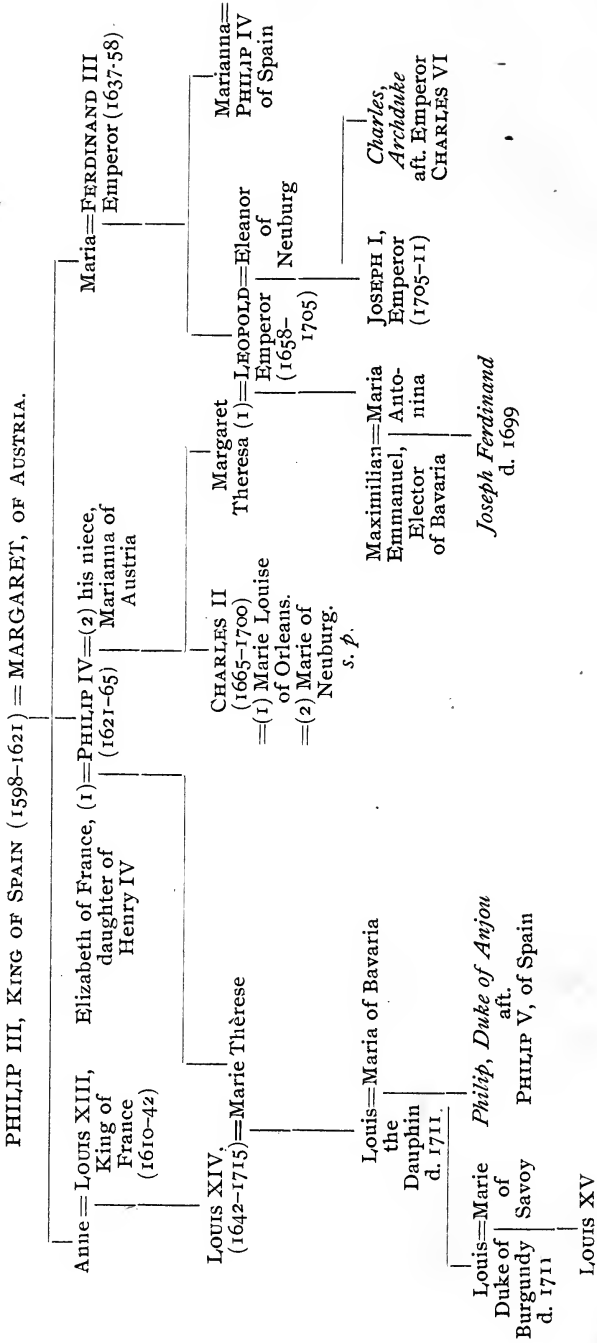 PHILIP III, KING OF SPAIN (1598–1621) = MARGARET, OF AUSTRIA.
Anne=LOUIS XIII,
King of
France
(1610–42)
Elizabeth of France, (1)=PHILIP IV=(2) his niece,
daughter of
Henry IV
(1621–65)
Marianna of
Austria
Maria=FERDINAND III
Emperor (1637-58)
LOUIS XIV,
(1642–1715)=Marie Thèrese
CHARLES II
(1665–1700)
=(1) Marie Louise
of Orleans.
=(2) Marie of
Neuburg.
s. p.
Margaret
Theresa (1)=LEOPOLD=Eleanor
Emperor
(1658–
1705)
of
Neuburg
Marianna=
PHILIP IV
of Spain
Louis=Maria of Bavaria
the
Dauphin
d. 1711.
Maximilian=Maria
Emmanuel,
Elector
of Bavaria
Anto-
nina
JOSEPH I,
Emperor
(1705–11)
Charles,
Archduke
aft. Emperor
CHARLES VI
Louis=Marie
Duke of
Burgundy
d. 1711
of
Savoy
Philip, Duke of Anjou
aft.
PHILIP V, of Spain
Joseph Ferdinand
d. 1699
LOUIS XV